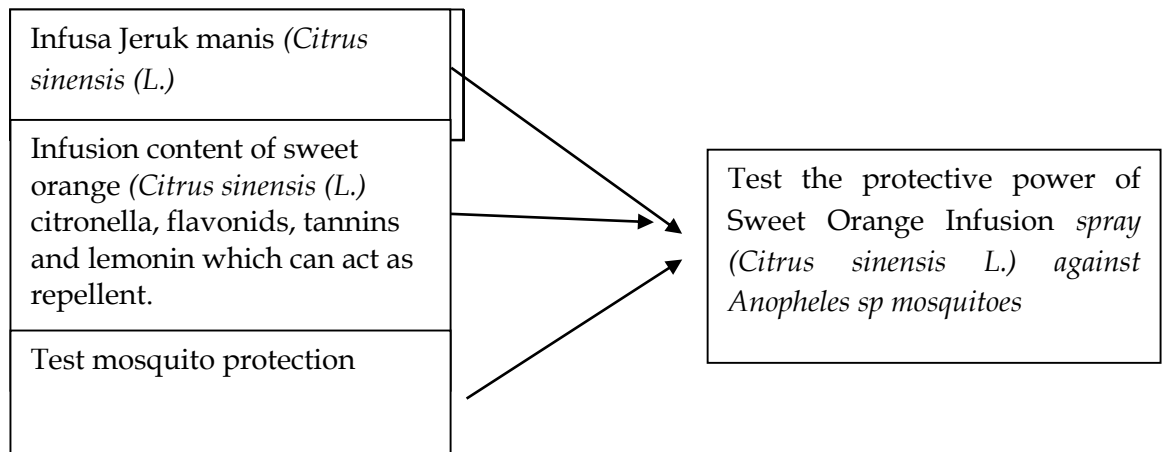 Infusa Jeruk manis (Citrus
sinensis (L.)
Infusion content of sweet
orange (Citrus sinensis (L.)
citronella, flavonids, tannins
and lemonin which can act as
repellent.
Test mosquito protection
Test the protective power of
Sweet Orange Infusion spray
(Citrus sinensis L.) against
Anopheles sp mosquitoes